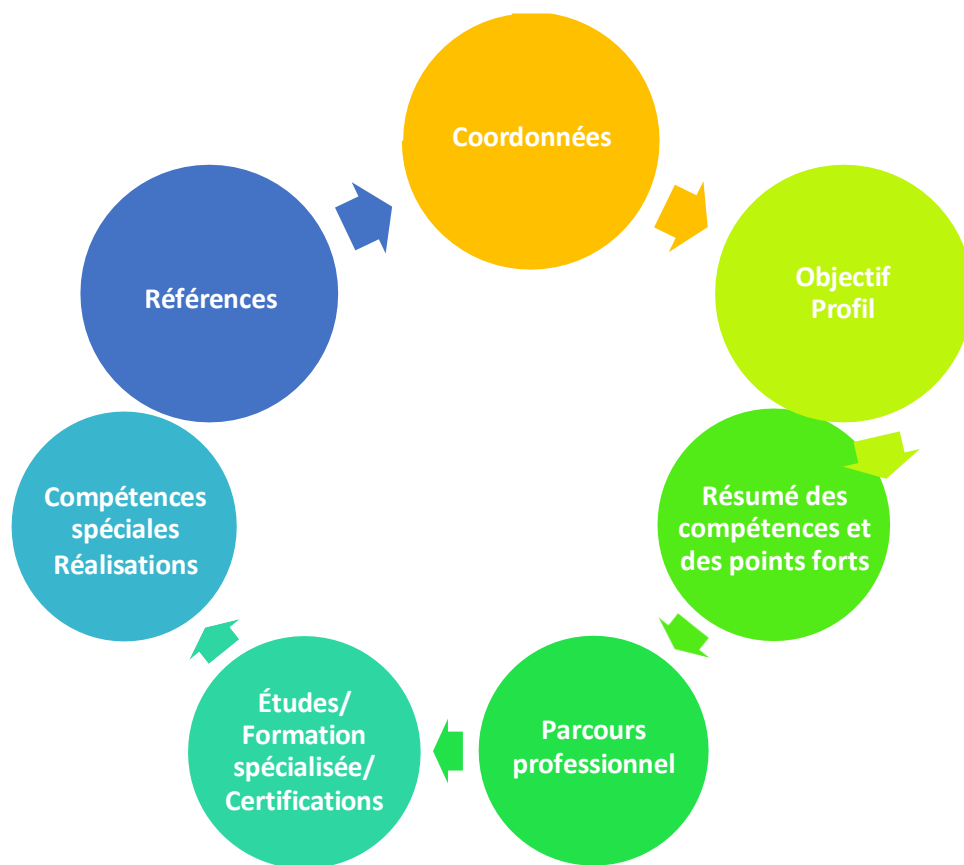 Coordonnées
Objectif
Profil
Résumé des
compétences et
des points forts
Parcours
professionnel
Études/
Formation
spécialisée/
Certifications
Compétences
spéciales
Réalisations
Références